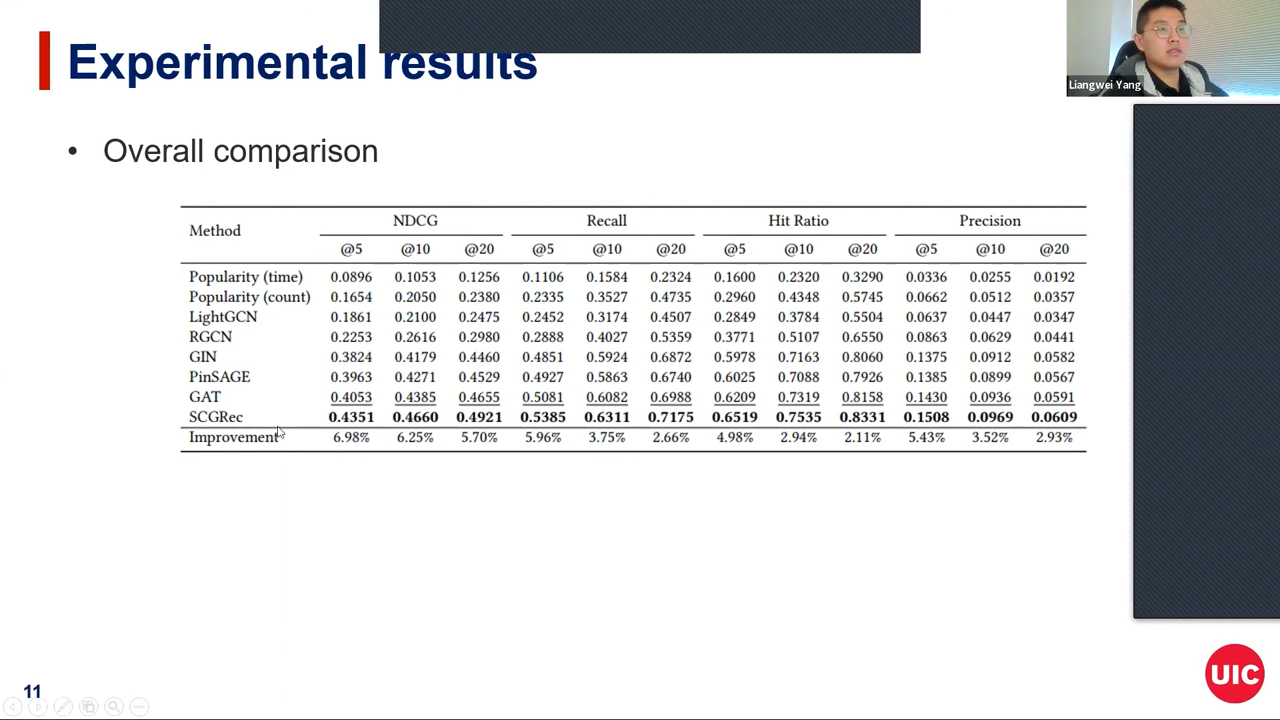 Experimental results
Liangwei Yang
• Overall comparison
Method NDCG Recall Hit Ratio Precision
@5 @10 @20 @5 @10 @20 @5 @10 @20 @5 @10 @20
Popularity (time) 0.0896 0.1053 0.1256 0.1106 0.1584 0.2324 0.1600 0.2320 0.3290 0.0336 0.0255 0.0192
Popularity (count) 0.1654 0.2050 0.2380 0.2335 0.3527 0.4735 0.2960 0.4348 0.5745 0.0662 0.0512 0.0357
LightGCN 0.1861 0.2100 0.2475 0.2452 0.3174 0.4507 0.2849 0.3784 0.5504 0.0637 0.0447 0.0347
RGCN 0.2253 0.2616 0.2980 0.2888 0.4027 0.5359 0.3771 0.5107 0.6550 0.0863 0.0629 0.0441
GIN 0.3824 0.4179 0.4460 0.4851 0.5924 0.6872 0.5978 0.7163 0.8060 0.1375 0.0912 0.0582
PinSAGE 0.3963 0.4271 0.4529 0.4927 0.5863 0.6740 0.6025 0.7088 0.7926 0.1385 0.0899 0.0567
GAT 0.4053 0.4385 0.4655 0.5081 0.6082 0.6988 0.6209 0.7319 0.8158 0.1430 0.0936 0.0591
SCGRec 0.4351 0.4660 0.4921 0.5385 0.6311 0.7175 0.6519 0.7535 0.8331 0.1508 0.0969 0.0609
Improvement 6.98% 6.25% 5.70% 5.96% 3.75% 2.66% 4.98% 2.94% 2.11% 5.43% 3.52% 2.93%
UIC
11